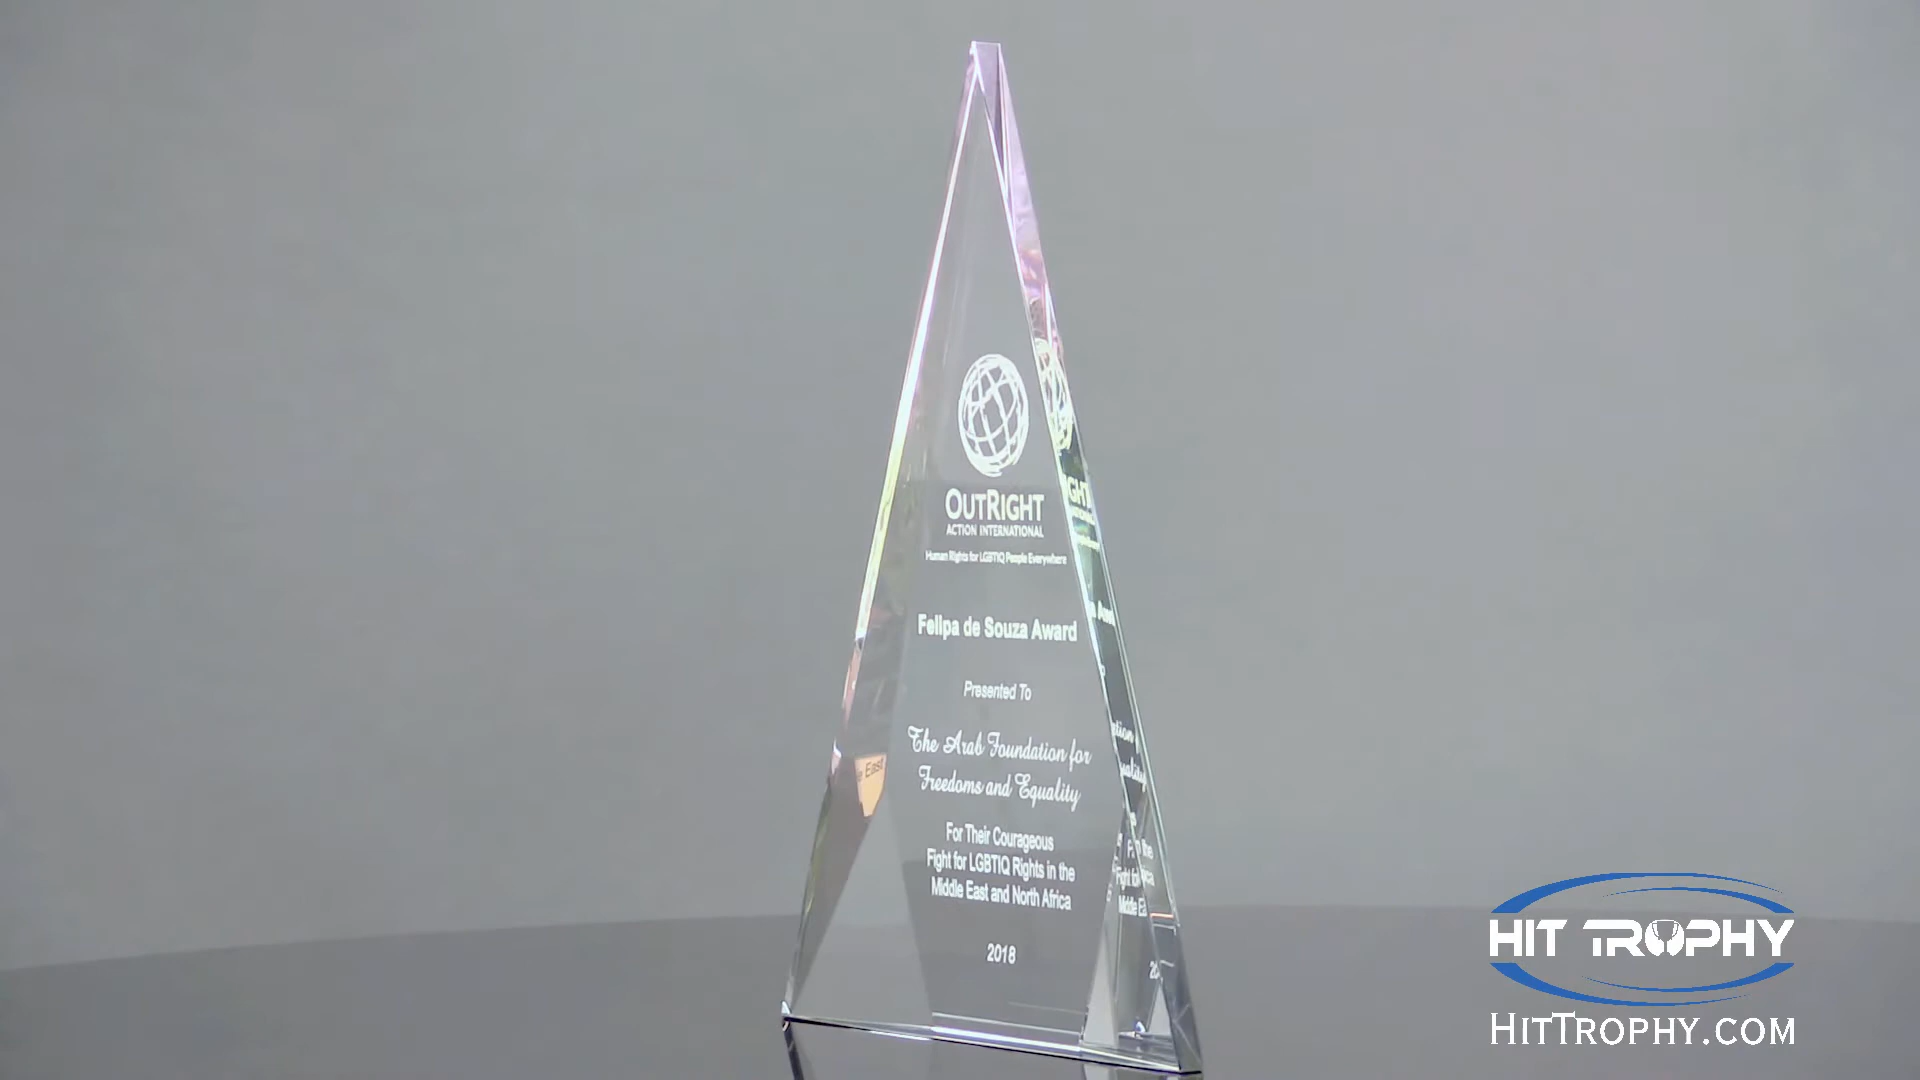 OUTRIGHT
ACTION INTERNATIONAL
Human Rights for LGBTIQ People Everywhere
Felipa de Souza Award
Presented To
The Arab Foundation for
Freedoms and Equality
For Their Courageous
Fight for LGBTIQ Rights in the
Middle East and North Africa
2018
HIT TROPHY
HITTROPHY.COM